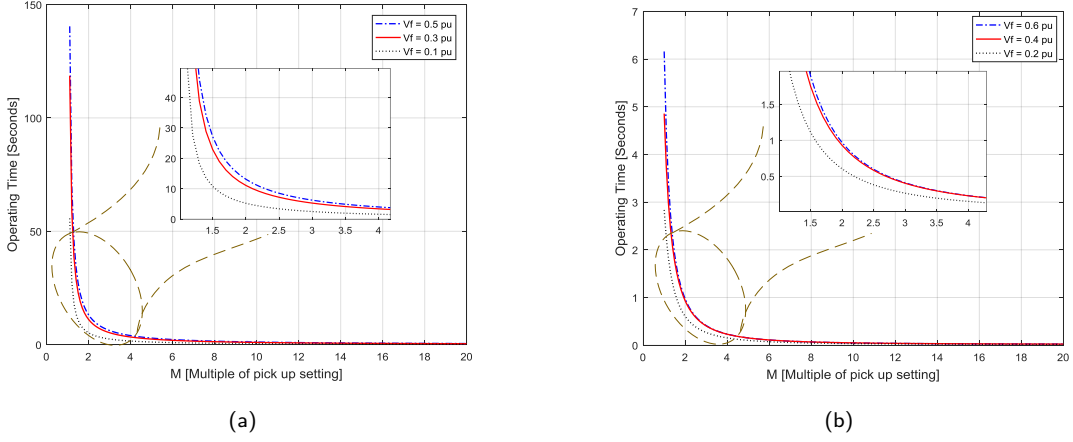 150
100
50
0
Operating Time [Seconds]
0 2 4 6 8 10 12 14 16 18 20
M [Multiple of pick up setting]
Vf = 0.5 pu
Vf = 0.3 pu
Vf = 0.1 pu
40
30
20
10
0
1.5 2 2.5 3 3.5 4
(a)
7
6
5
4
3
2
1
0
Operating Time [Seconds]
0 2 4 6 8 10 12 14 16 18 20
M [Multiple of pick up setting]
Vf = 0.6 pu
Vf = 0.4 pu
Vf = 0.2 pu
1.5
1
0.5
1.5 2 2.5 3 3.5 4
(b)